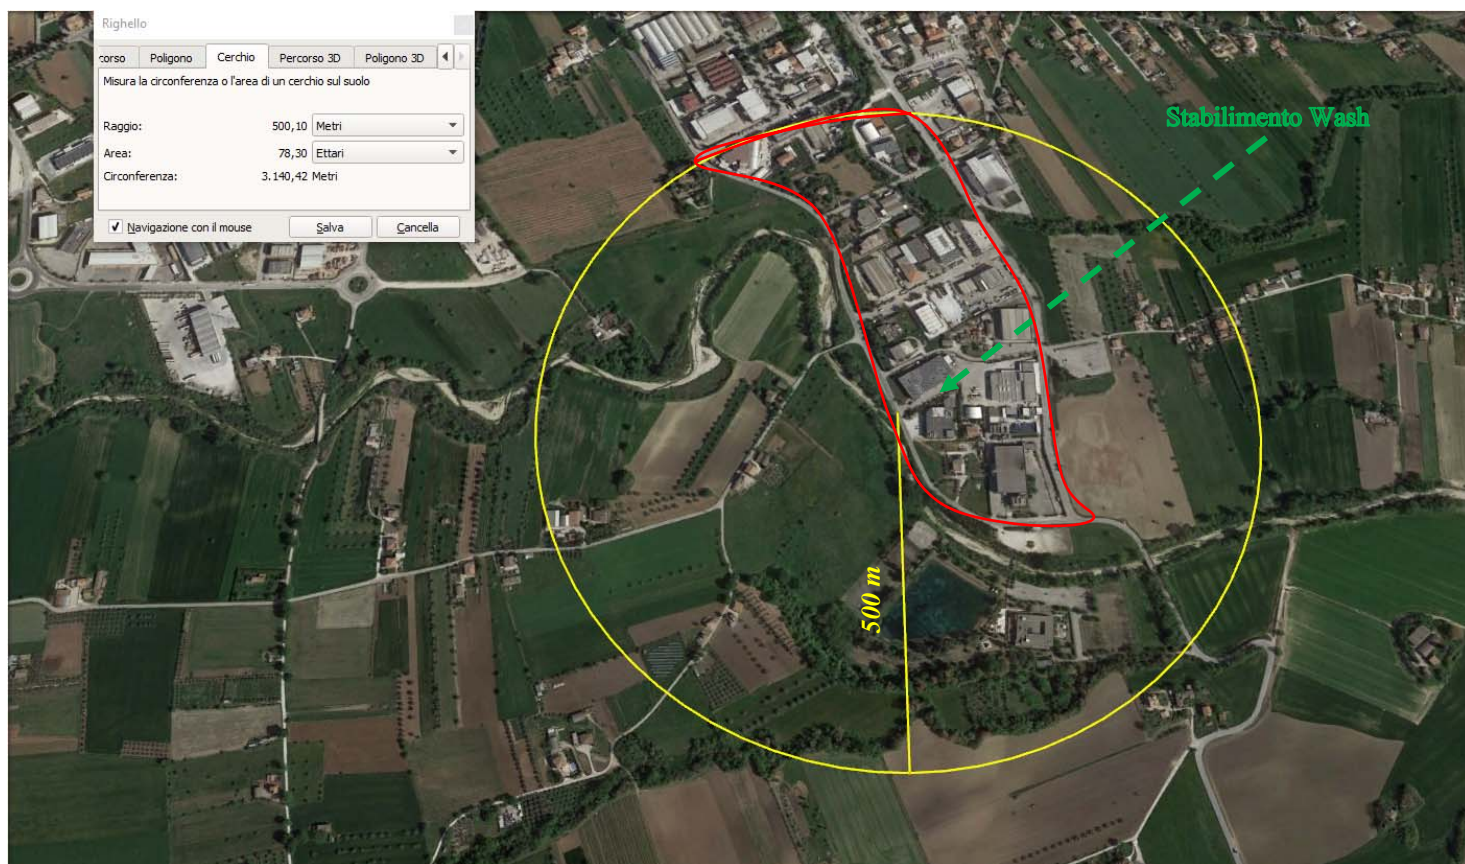 Righello
corso Poligono Cerchio Percorso 3D Poligono 3D
Misura la circonferenza o l'area di un cerchio sul suolo
Raggio: 500,10 Metri
Area: 78,30 Ettari
Circonferenza: 3.140,42 Metri
Navigazione con il mouse Salva Cancella
Stabilimento Wash
500 m